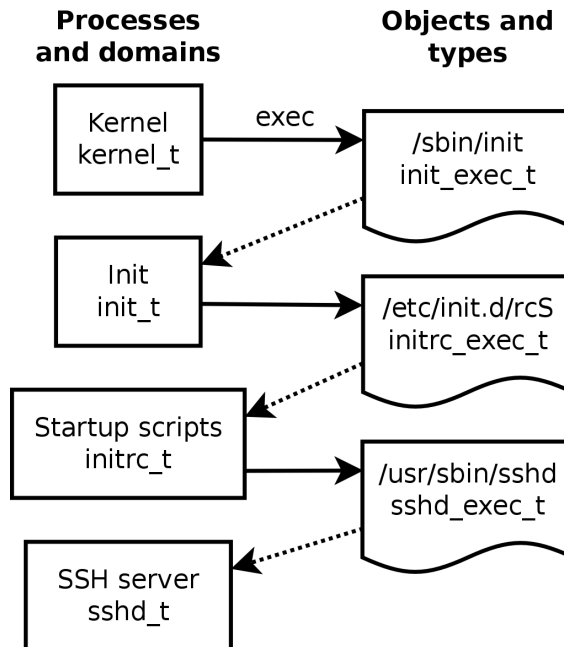 Processes
and domains
Objects and
types
Kernel
kernel_t
exec
/sbin/init
init_exec_t
Init
init_t
/etc/init.d/rcS
initrc_exec_t
Startup scripts
initrc_t
/usr/sbin/sshd
sshd_exec_t
SSH server
sshd_t